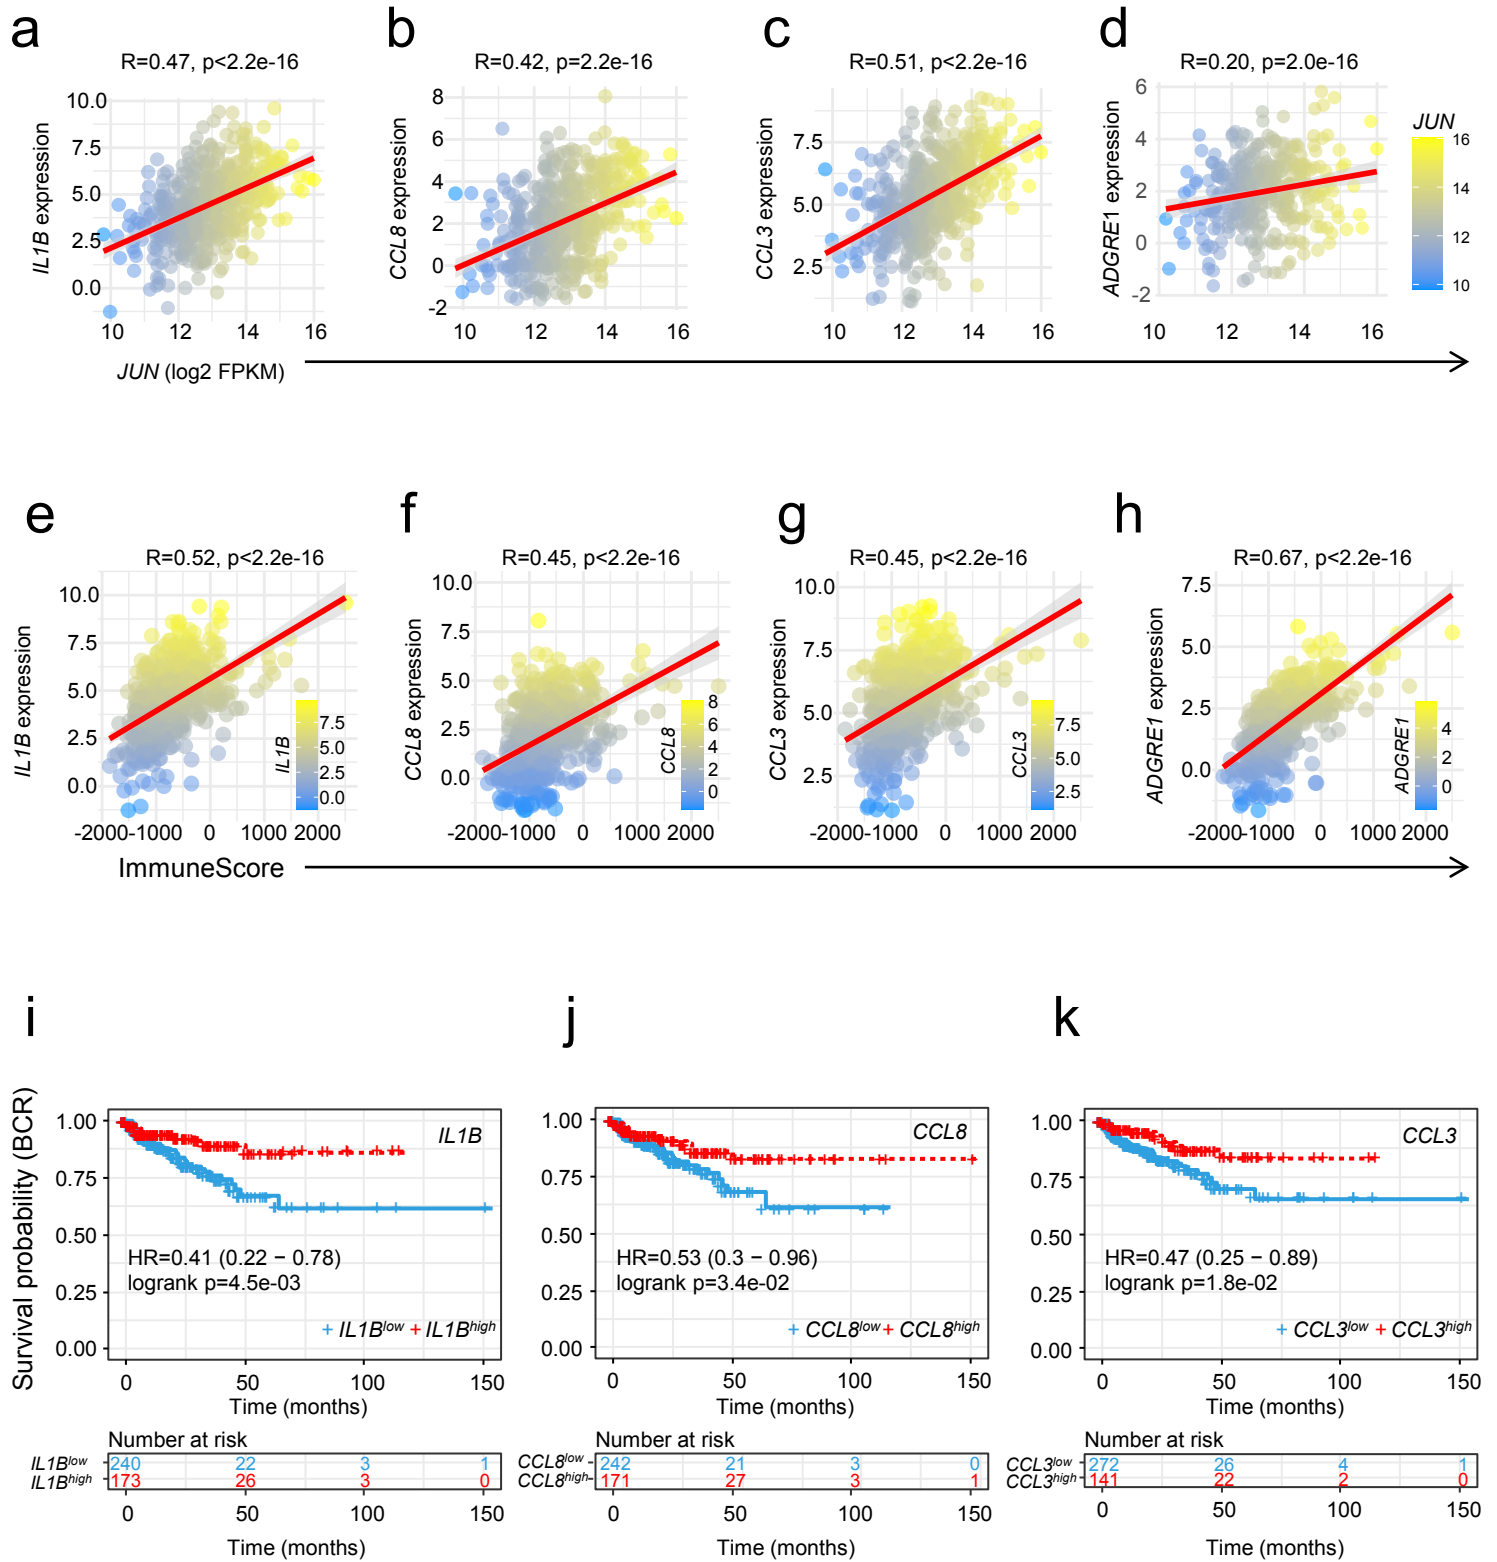 a
b
c
d
R=0.47, p<2.2e-16
R=0.42, p=2.2e-16
R=0.51, p<2.2e-16
R=0.20, p=2.0e-16
IL1B expression
10.0
7.5
5.0
2.5
0.0
10 12 14 16
CCL8 expression
8
6
4
2
0
-2
10 12 14 16
CCL3 expression
7.5
5.0
2.5
10 12 14 16
ADGRE1 expression
6
4
2
0
-2
10 12 14 16
JUN
16
14
12
10
JUN (log2 FPKM)
e
f
g
h
R=0.52, p<2.2e-16
R=0.45, p<2.2e-16
R=0.45, p<2.2e-16
R=0.67, p<2.2e-16
IL1B expression
10.0
7.5
5.0
2.5
0.0
IL1B
7.5
5.0
2.5
0.0
-2000 -1000 0 1000 2000
CCL8 expression
10.0
7.5
5.0
2.5
0.0
CCL8
8
6
4
2
0
-2000 -1000 0 1000 2000
CCL3 expression
10.0
7.5
5.0
2.5
CCL3
7.5
5.0
2.5
-2000 -1000 0 1000 2000
ADGRE1 expression
7.5
5.0
2.5
0.0
ADGRE1
4
2
0
-2000 -1000 0 1000 2000
ImmuneScore
i
j
k
Survival probability (BCR)
1.00
0.75
0.50
0.25
0.00
IL1B
HR=0.41 (0.22 − 0.78)
logrank p=4.5e-03
IL1Blow IL1Bhigh
0 50 100 150
Time (months)
Number at risk
IL1Blow 240 22 3 1
IL1Bhigh 173 26 3 0
0 50 100 150
Time (months)
1.00
0.75
0.50
0.25
0.00
CCL8
HR=0.53 (0.3 − 0.96)
logrank p=3.4e-02
CCL8low CCL8high
0 50 100 150
Time (months)
Number at risk
CCL8low 242 21 3 0
CCL8high 171 27 3 1
0 50 100 150
Time (months)
1.00
0.75
0.50
0.25
0.00
CCL3
HR=0.47 (0.25 − 0.89)
logrank p=1.8e-02
CCL3low CCL3high
0 50 100 150
Time (months)
Number at risk
CCL3low 272 26 4 1
CCL3high 141 22 2 0
0 50 100 150
Time (months)